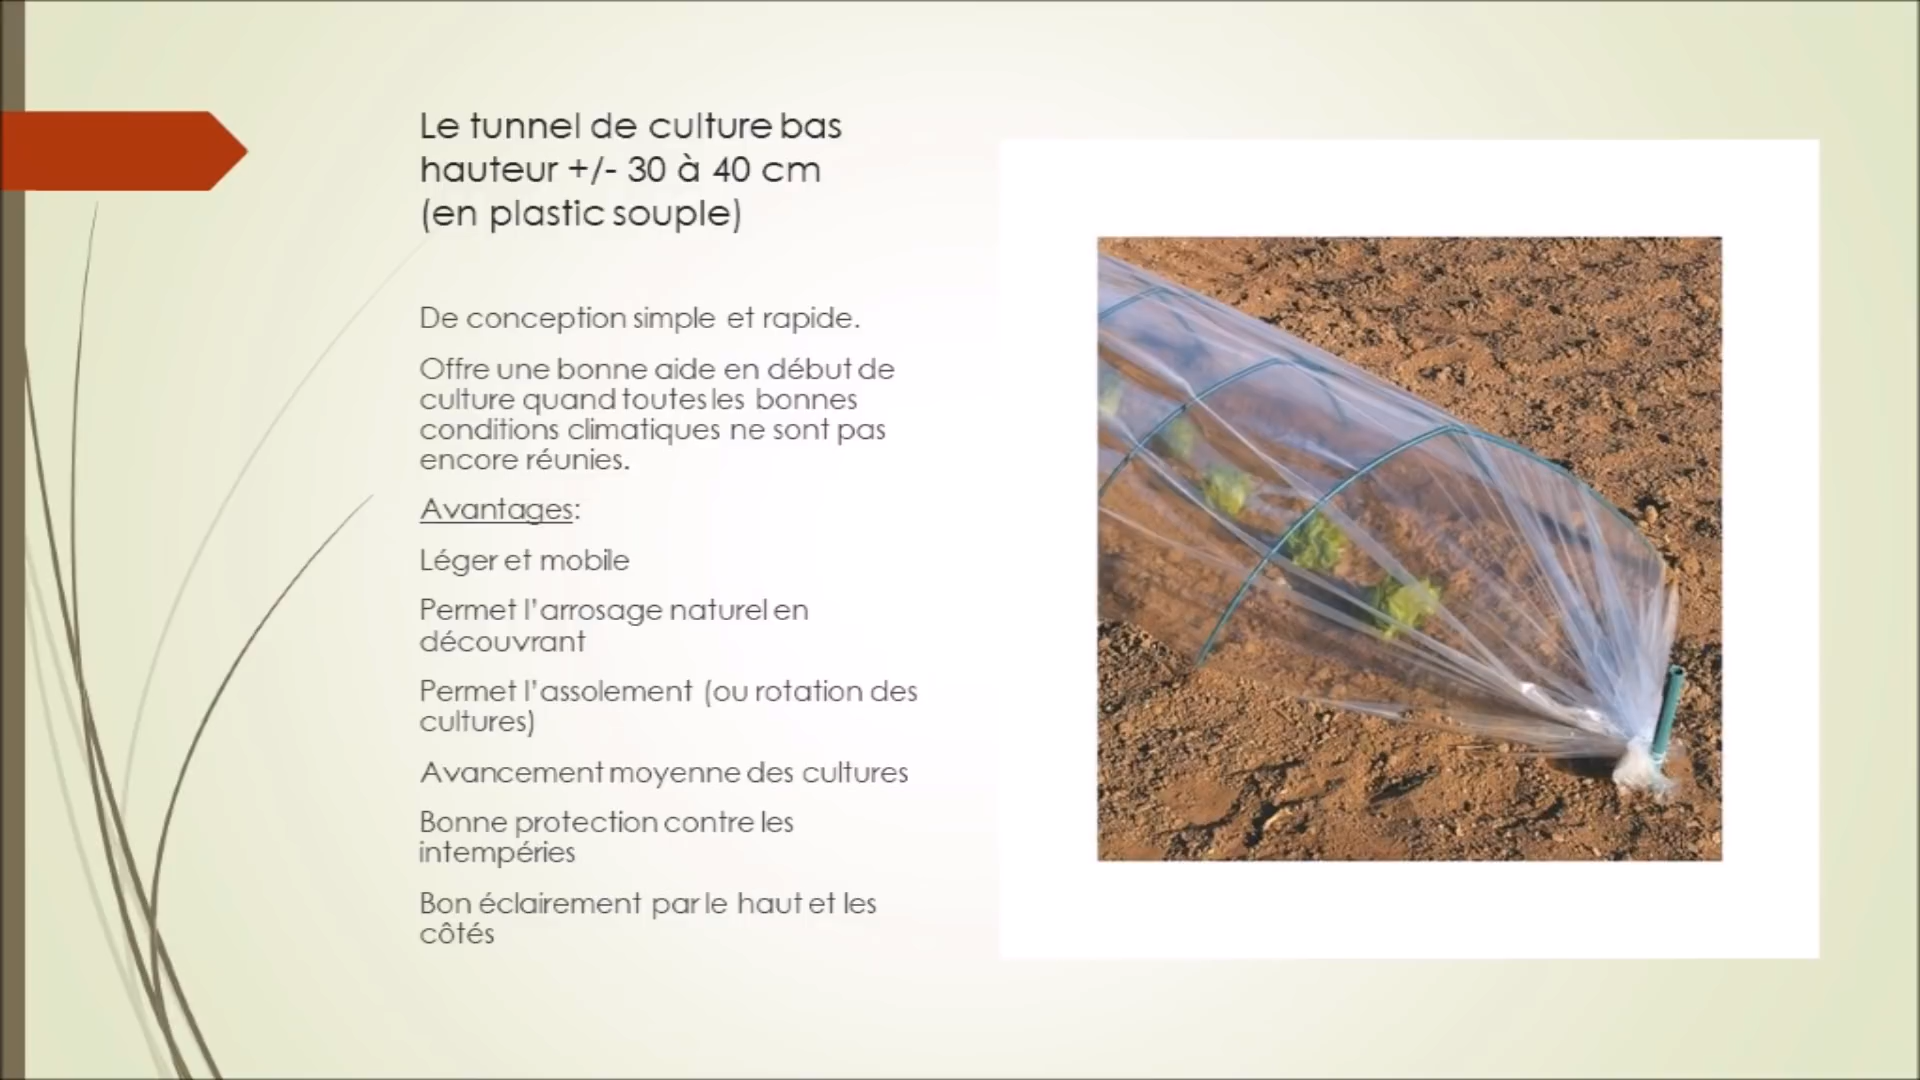 Le tunnel de culture bas
hauteur +/- 30 à 40 cm
(en plastic souple)
De conception simple et rapide.
Offre une bonne aide en début de
culture quand toutes les bonnes
conditions climatiques ne sont pas
encore réunies.
Avantages:
Léger et mobile
Permet l'arrosage naturel en
découvrant
Permet l'assolement (ou rotation des
cultures)
Avancement moyenne des cultures
Bonne protection contre les
intempéries
Bon éclairement par le haut et les
côtés